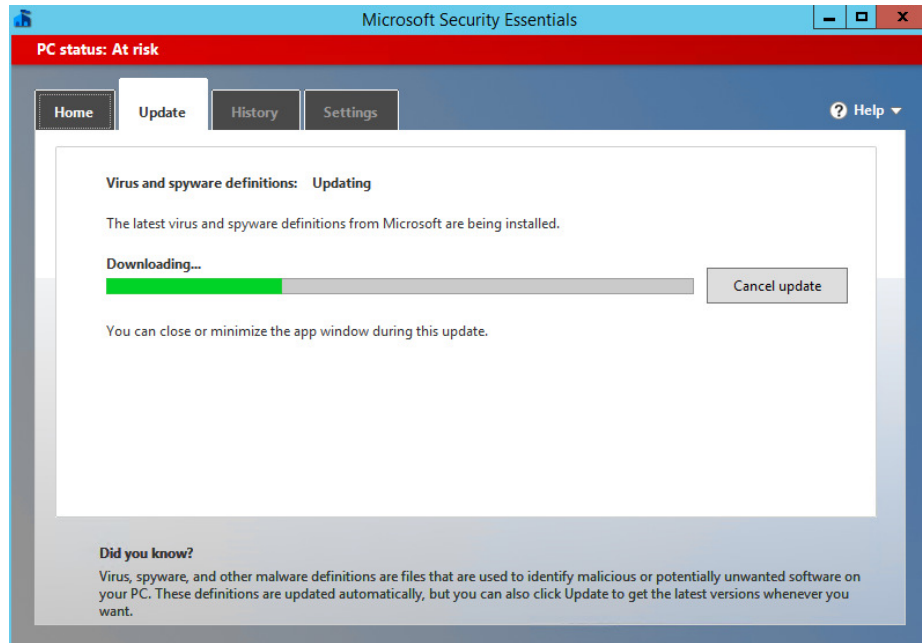 Microsoft Security Essentials
PC status: At risk
Home Update History Settings ? Help
Virus and spyware definitions: Updating
The latest virus and spyware definitions from Microsoft are being installed.
Downloading...
Cancel update
You can close or minimize the app window during this update.
Did you know?
Virus, spyware, and other malware definitions are files that are used to identify malicious or potentially unwanted software on
your PC. These definitions are updated automatically, but you can also click Update to get the latest versions whenever you
want.